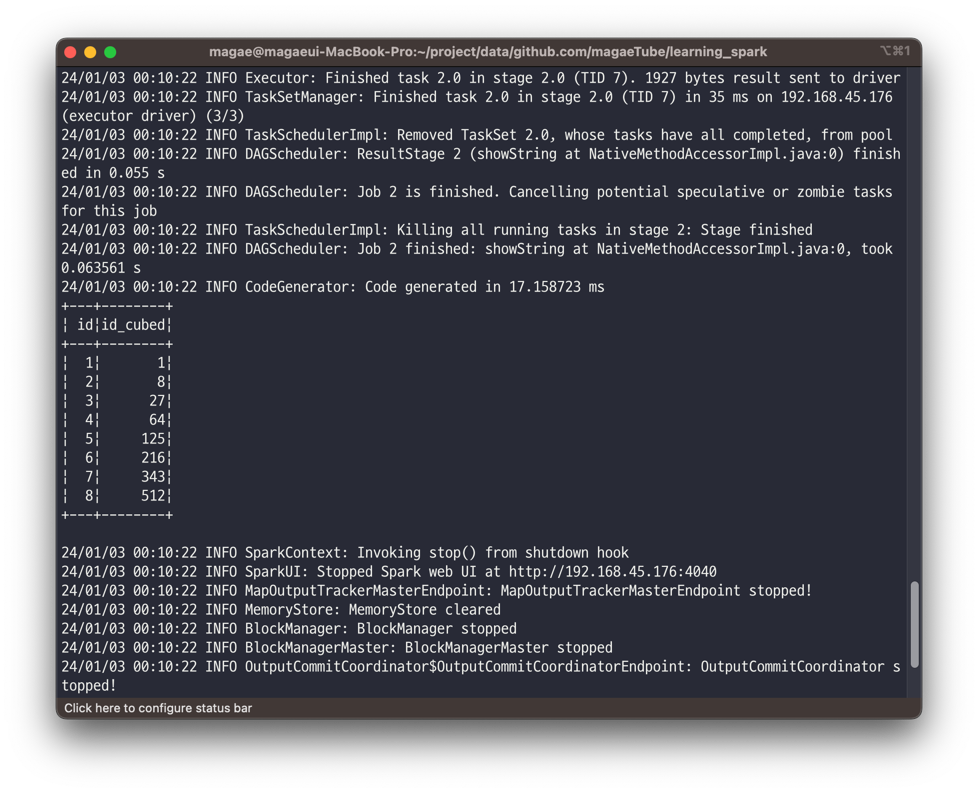 magae@magaeui-MacBook-Pro:~/project/data/github.com/magaeTube/learning_spark
⌥⌘1
24/01/03 00:10:22 INFO Executor: Finished task 2.0 in stage 2.0 (TID 7). 1927 bytes result sent to driver
24/01/03 00:10:22 INFO TaskSetManager: Finished task 2.0 in stage 2.0 (TID 7) in 35 ms on 192.168.45.176
(executor driver) (3/3)
24/01/03 00:10:22 INFO TaskSchedulerImpl: Removed TaskSet 2.0, whose tasks have all completed, from pool
24/01/03 00:10:22 INFO DAGScheduler: ResultStage 2 (showString at NativeMethodAccessorImpl.java:0) finish
ed in 0.055 s
24/01/03 00:10:22 INFO DAGScheduler: Job 2 is finished. Cancelling potential speculative or zombie tasks
for this job
24/01/03 00:10:22 INFO TaskSchedulerImpl: Killing all running tasks in stage 2: Stage finished
24/01/03 00:10:22 INFO DAGScheduler: Job 2 finished: showString at NativeMethodAccessorImpl.java:0, took
0.063561 s
24/01/03 00:10:22 INFO CodeGenerator: Code generated in 17.158723 ms
+---+--------+
| id|id_cubed|
+---+--------+
|  1|       1|
|  2|       8|
|  3|      27|
|  4|      64|
|  5|     125|
|  6|     216|
|  7|     343|
|  8|     512|
+---+--------+
24/01/03 00:10:22 INFO SparkContext: Invoking stop() from shutdown hook
24/01/03 00:10:22 INFO SparkUI: Stopped Spark web UI at http://192.168.45.176:4040
24/01/03 00:10:22 INFO MapOutputTrackerMasterEndpoint: MapOutputTrackerMasterEndpoint stopped!
24/01/03 00:10:22 INFO MemoryStore: MemoryStore cleared
24/01/03 00:10:22 INFO BlockManager: BlockManager stopped
24/01/03 00:10:22 INFO BlockManagerMaster: BlockManagerMaster stopped
24/01/03 00:10:22 INFO OutputCommitCoordinator$OutputCommitCoordinatorEndpoint: OutputCommitCoordinator s
topped!
Click here to configure status bar